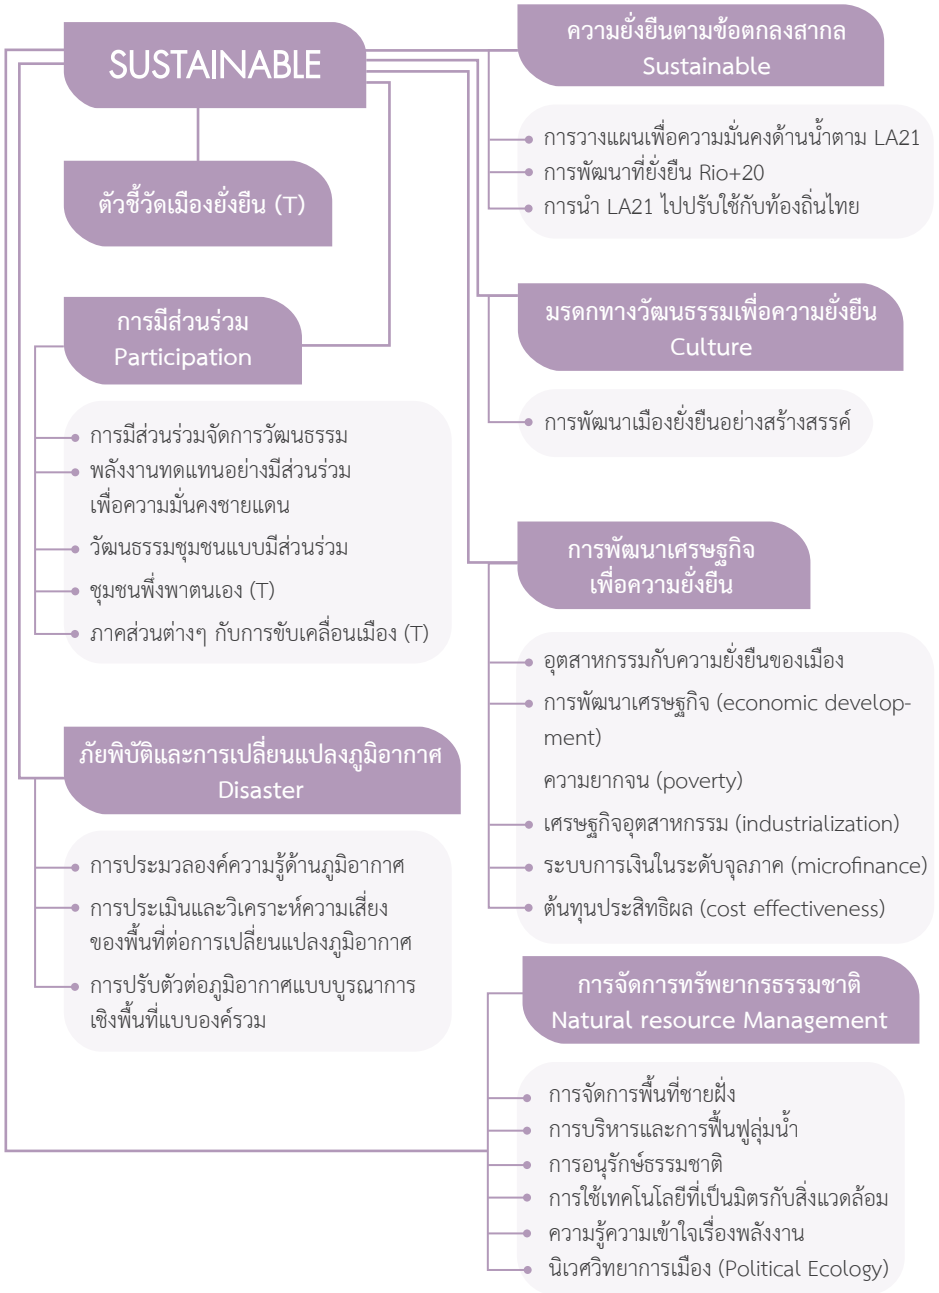 SUSTAINABLE
ตัวชี้วัดเมืองยั่งยืน (T)
การมีส่วนร่วม
Participation
การมีส่วนร่วมจัดการวัฒนธรรม
พลังงานทดแทนอย่างมีส่วนร่วม
เพื่อความมั่นคงชายแดน
วัฒนธรรมชุมชนแบบมีส่วนร่วม
ชุมชนพึ่งพาตนเอง (T)
ภาคส่วนต่างๆ กับการขับเคลื่อนเมือง (T)
ภัยพิบัติและการเปลี่ยนแปลงภูมิอากาศ
Disaster
การประมวลองค์ความรู้ด้านภูมิอากาศ
การประเมินและวิเคราะห์ความเสี่ยง
ของพื้นที่ต่อการเปลี่ยนแปลงภูมิอากาศ
การปรับตัวต่อภูมิอากาศแบบบูรณาการ
เชิงพื้นที่แบบองค์รวม
ความยั่งยืนตามข้อตกลงสากล
Sustainable
การวางแผนเพื่อความมั่นคงด้านน้ำตาม LA21
การพัฒนาที่ยั่งยืน Rio+20
การนำ LA21 ไปปรับใช้กับท้องถิ่นไทย
มรดกทางวัฒนธรรมเพื่อความยั่งยืน
Culture
การพัฒนาเมืองยั่งยืนอย่างสร้างสรรค์
การพัฒนาเศรษฐกิจ
เพื่อความยั่งยืน
อุตสาหกรรมกับความยั่งยืนของเมือง
การพัฒนาเศรษฐกิจ (economic develop-
ment)
ความยากจน (poverty)
เศรษฐกิจอุตสาหกรรม (industrialization)
ระบบการเงินในระดับจุลภาค (microfinance)
ต้นทุนประสิทธิผล (cost effectiveness)
การจัดการทรัพยากรธรรมชาติ
Natural resource Management
การจัดการพื้นที่ชายฝั่ง
การบริหารและการฟื้นฟูลุ่มน้ำ
การอนุรักษ์ธรรมชาติ
การใช้เทคโนโลยีที่เป็นมิตรกับสิ่งแวดล้อม
ความรู้ความเข้าใจเรื่องพลังงาน
นิเวศวิทยาการเมือง (Political Ecology)